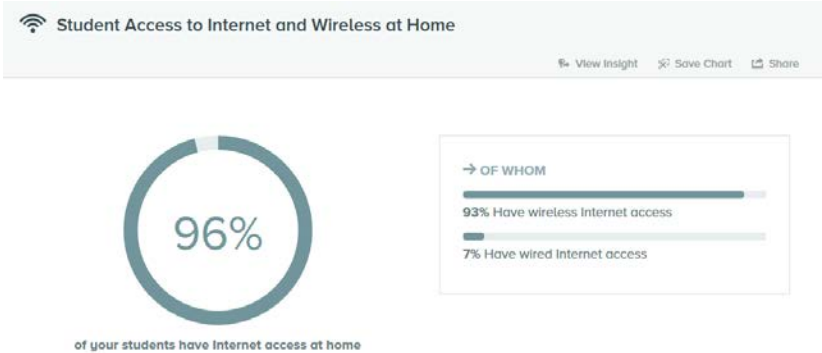 Student Access to Internet and Wireless at Home
View Insight Save Chart Share
96%
of your students have Internet access at home
→ OF WHOM
93% Have wireless Internet access
7% Have wired Internet access